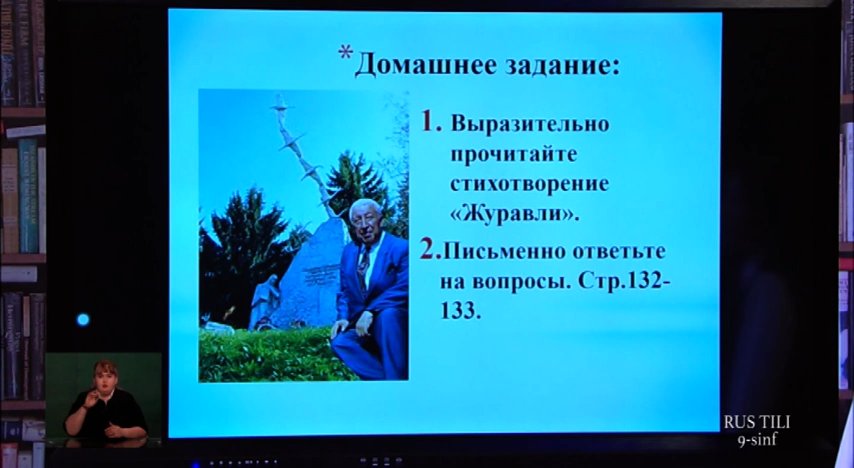 *Домашнее задание:
1. Выразительно
прочитайте
стихотворение
«Журавли».
2.Письменно ответьте
на вопросы. Стр.132-
133.
RUS TILI
9-sinf